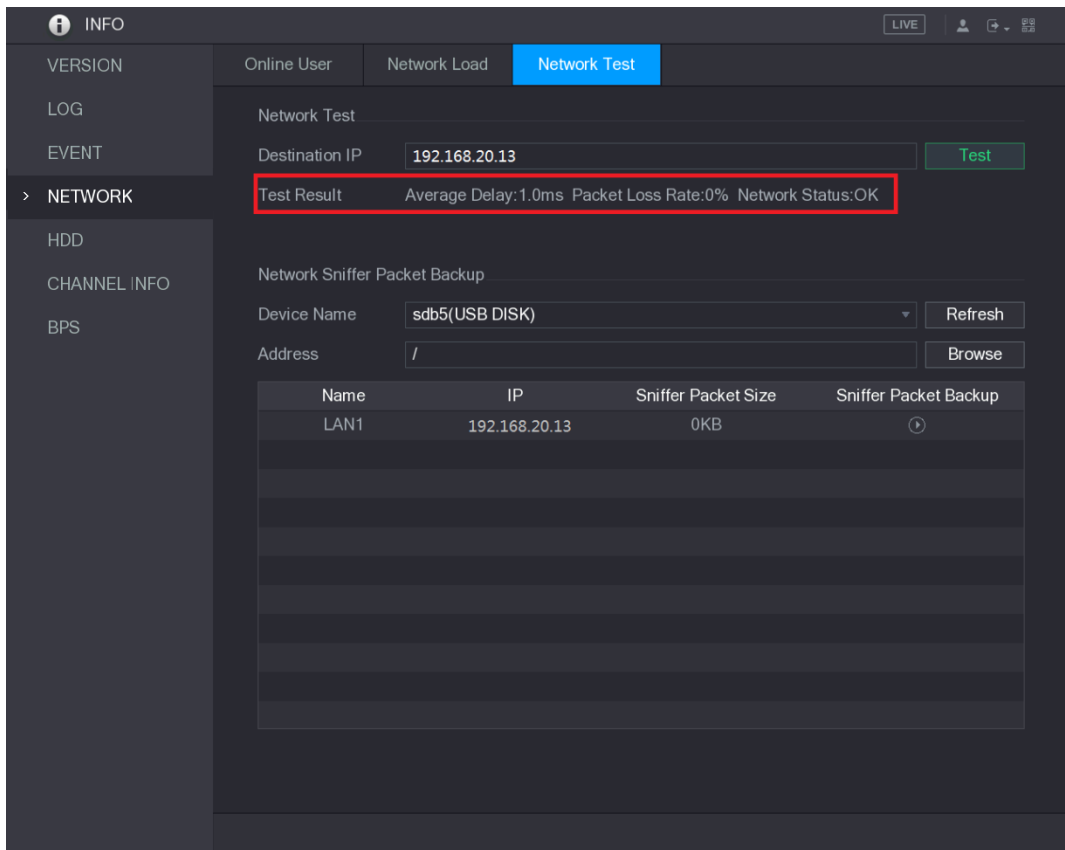 INFO
LIVE
VERSION
LOG
EVENT
> NETWORK
HDD
CHANNEL INFO
BPS
Online User Network Load Network Test
Network Test
Destination IP 192.168.20.13 Test
Test Result Average Delay:1.0ms Packet Loss Rate:0% Network Status:OK
Network Sniffer Packet Backup
Device Name sdb5(USB DISK) Refresh
Address / Browse
Name IP Sniffer Packet Size Sniffer Packet Backup
LAN1 192.168.20.13 0KB